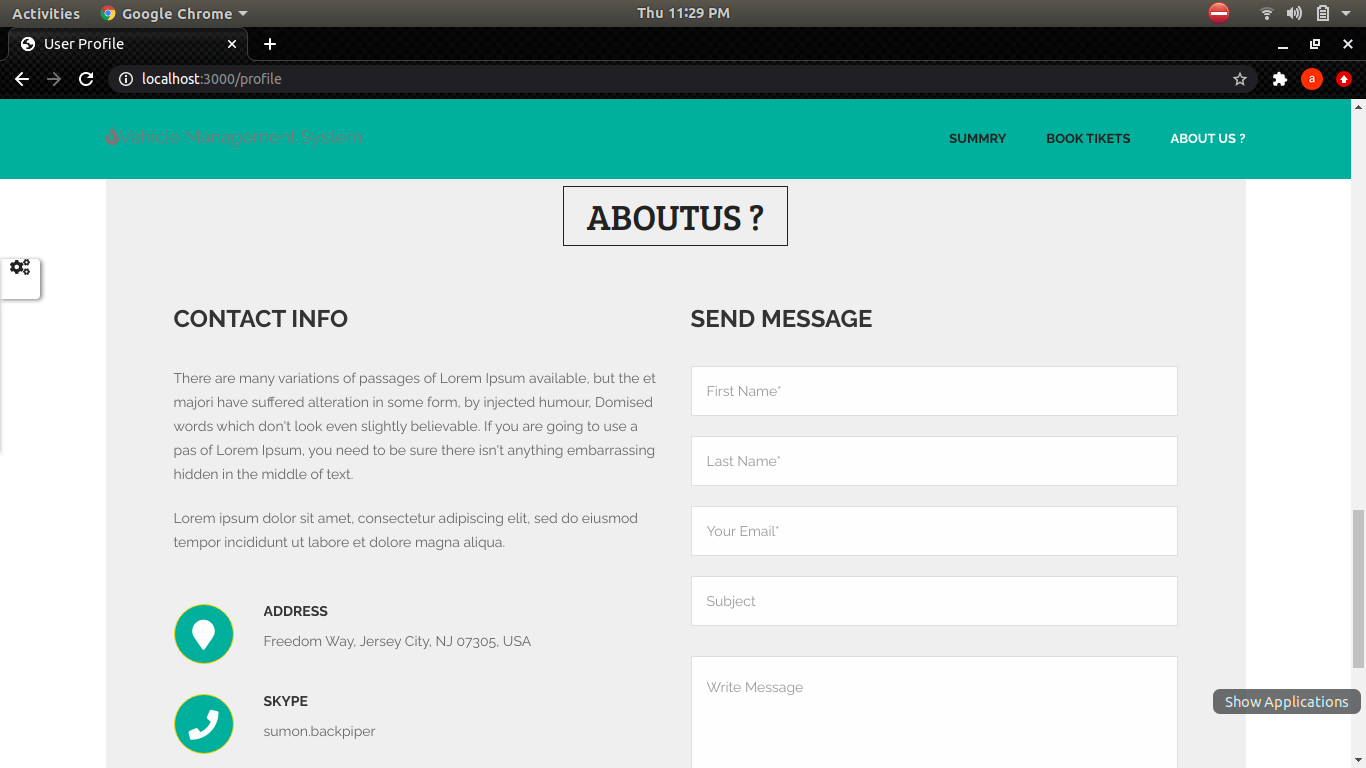 Activities Google Chrome Thu 11:29 PM
User Profile
localhost:3000/profile a
Vehicle Management System SUMMRY BOOK TIKETS ABOUT US ?
ABOUTUS ?
CONTACT INFO
There are many variations of passages of Lorem Ipsum available, but the et
majori have suffered alteration in some form, by injected humour, Domised
words which don't look even slightly believable. If you are going to use a
pas of Lorem Ipsum, you need to be sure there isn't anything embarrassing
hidden in the middle of text.
Lorem ipsum dolor sit amet, consectetur adipiscing elit, sed do eiusmod
tempor incididunt ut labore et dolore magna aliqua.
ADDRESS
Freedom Way, Jersey City, NJ 07305, USA
SKYPE
sumon.backpiper
SEND MESSAGE
First Name*
Last Name*
Your Email*
Subject
Write Message
Show Applications